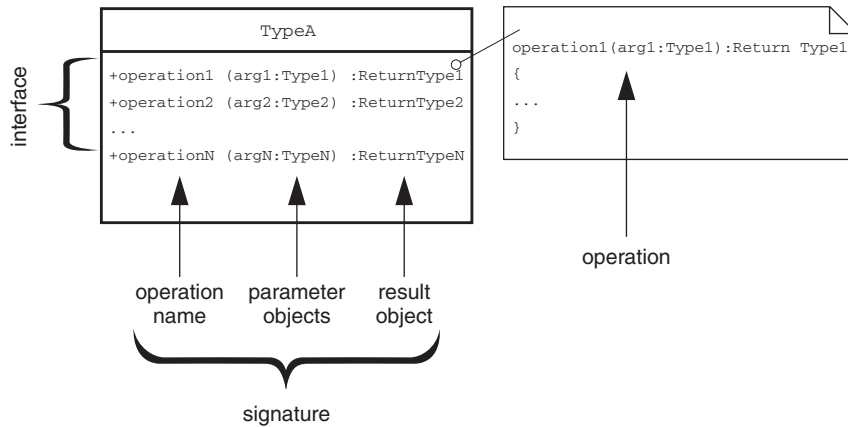 TypeA
interface
+operation1 (arg1:Type1) :ReturnType1
+operation2 (arg2:Type2) :ReturnType2
...
+operationN (argN:TypeN) :ReturnTypeN
operation1(arg1:Type1):Return Type1
{
...
}
operation
name
parameter
objects
result
object
signature
operation